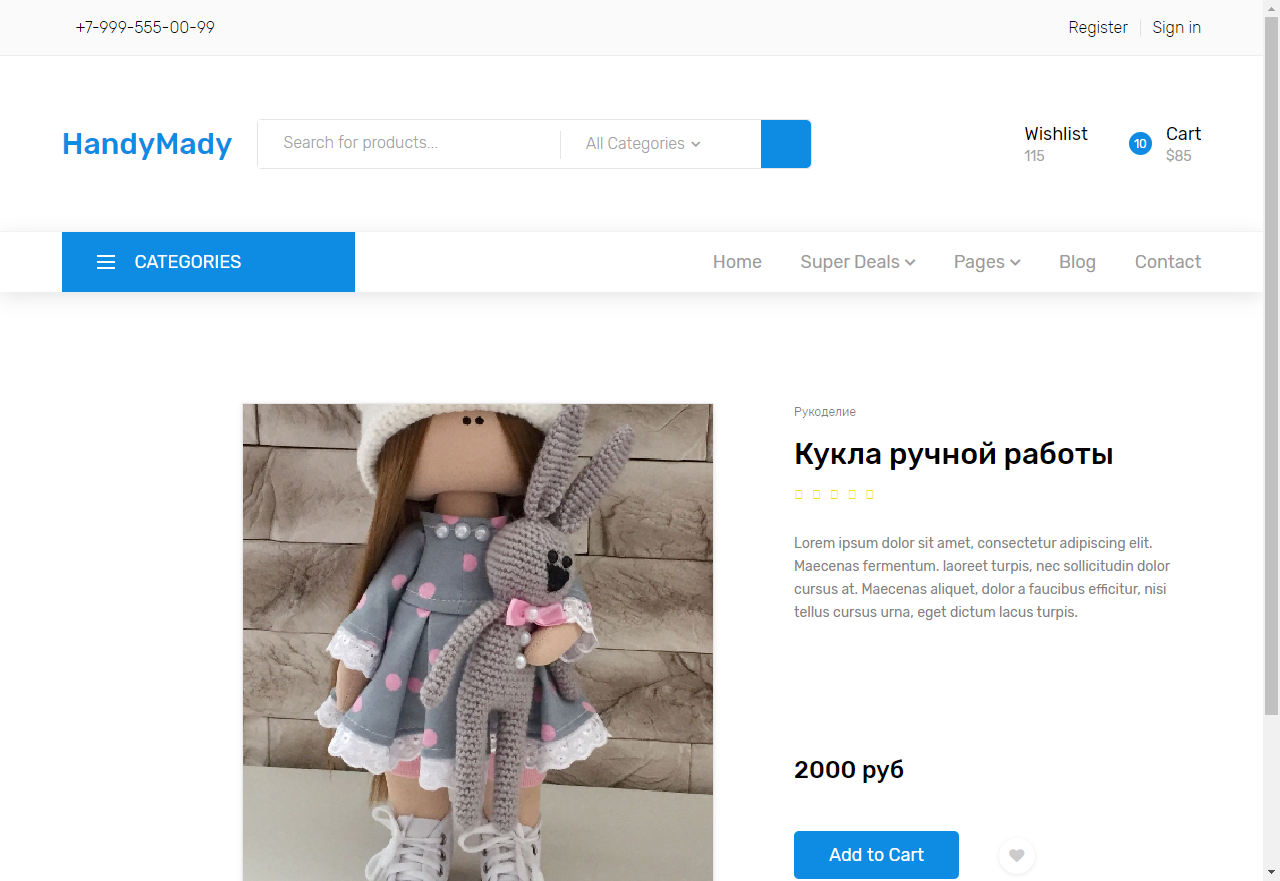 +7-999-555-00-99
Register
Sign in
HandyMady
Search for products...
All Categories
Wishlist
115
10
Cart
$85
CATEGORIES
Home
Super Deals
Pages
Blog
Contact
Рукоделие
Кукла ручной работы
Lorem ipsum dolor sit amet, consectetur adipiscing elit.
Maecenas fermentum. laoreet turpis, nec sollicitudin dolor
cursus at. Maecenas aliquet, dolor a faucibus efficitur, nisi
tellus cursus urna, eget dictum lacus turpis.
2000 руб
Add to Cart